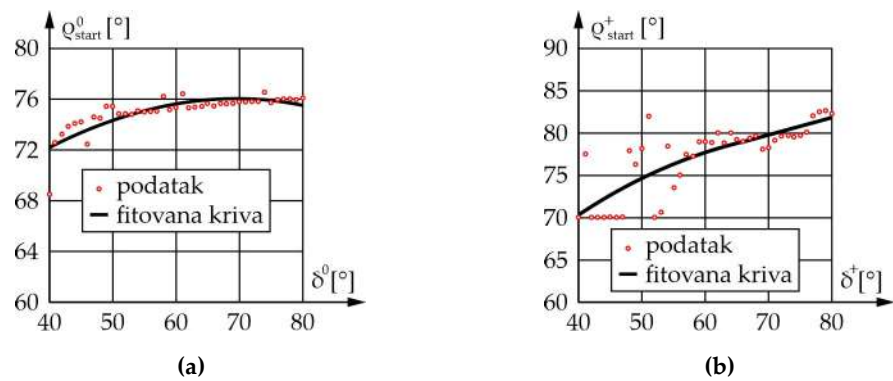 ϱ⁰start [°]
80
76
72
68
64
60
40 50 60 70 80
δ⁰ [°]
podatak
fitovana kriva
(a)
ϱ⁺start [°]
90
85
80
75
70
65
60
40 50 60 70 80
δ⁺ [°]
podatak
fitovana kriva
(b)